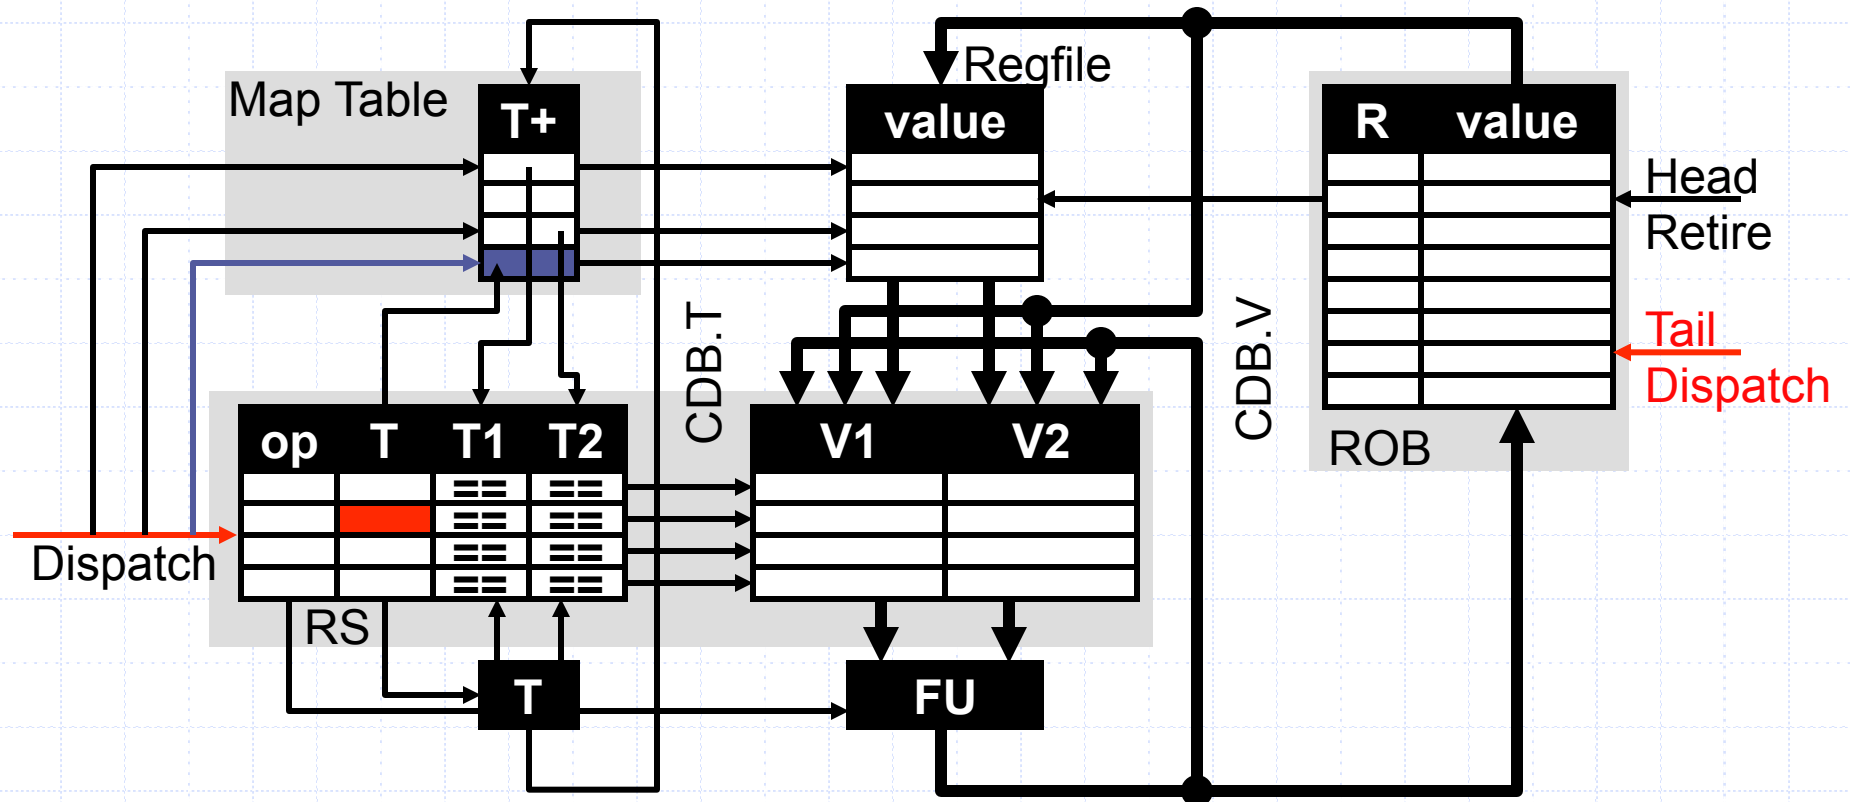 Map Table
T+
Regfile
value
R value
Head
Retire
Tail
Dispatch
CDB.T
CDB.V
ROB
op T T1 T2
V1 V2
== ==
== ==
== ==
== ==
Dispatch
RS
T
FU